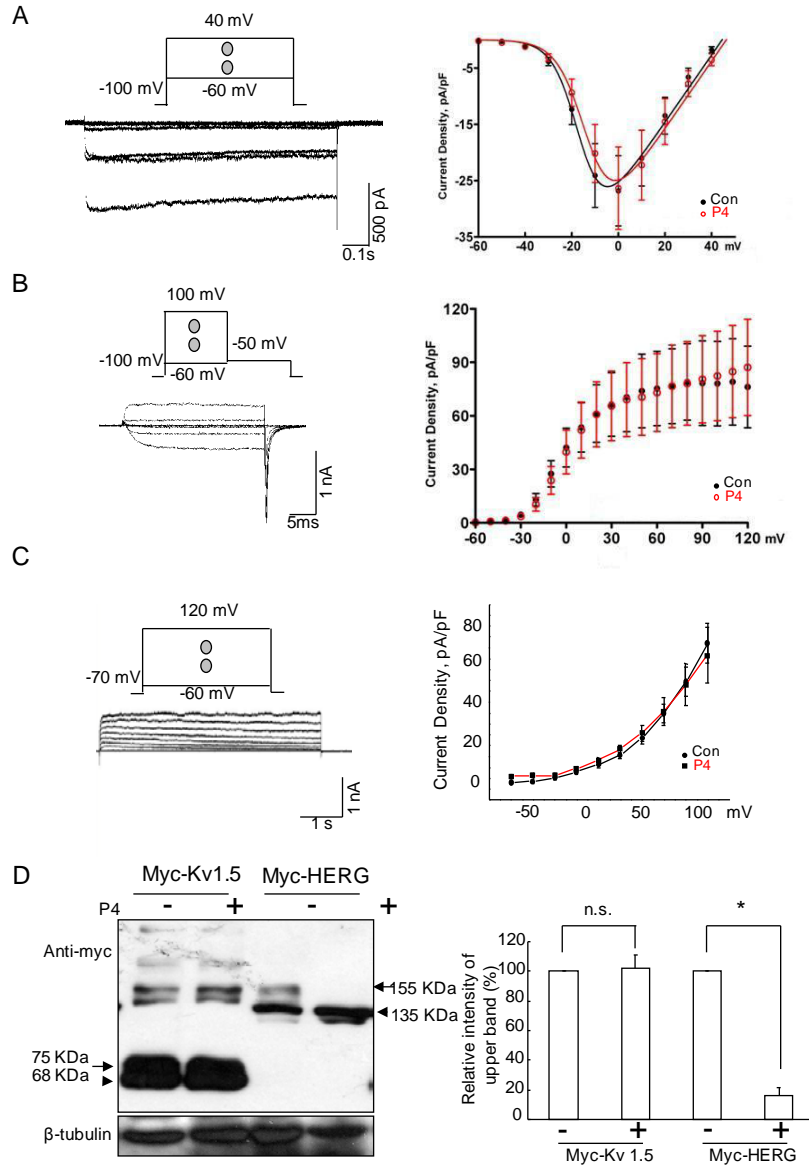 A
40 mV
-100 mV
-60 mV
500 pA
0.1s
Current Density, pA/pF
-5
-15
-25
-35
-60 -40 -20 0 20 40 mV
Con
P4
B
100 mV
-50 mV
-100 mV
-60 mV
1 nA
5ms
Current Density, pA/pF
120
90
60
30
0
-60 -30 0 30 60 90 120 mV
Con
P4
C
120 mV
-70 mV
-60 mV
1 nA
1 s
Current Density, pA/pF
80
60
40
20
0
-50 0 50 100 mV
Con
P4
D
Myc-Kv1.5 Myc-HERG
P4 - + - +
Anti-myc
155 KDa
135 KDa
75 KDa
68 KDa
β-tubulin
Relative intensity of
upper band (%)
n.s. *
120
100
80
60
40
20
0
- + - +
Myc-Kv 1.5 Myc-HERG